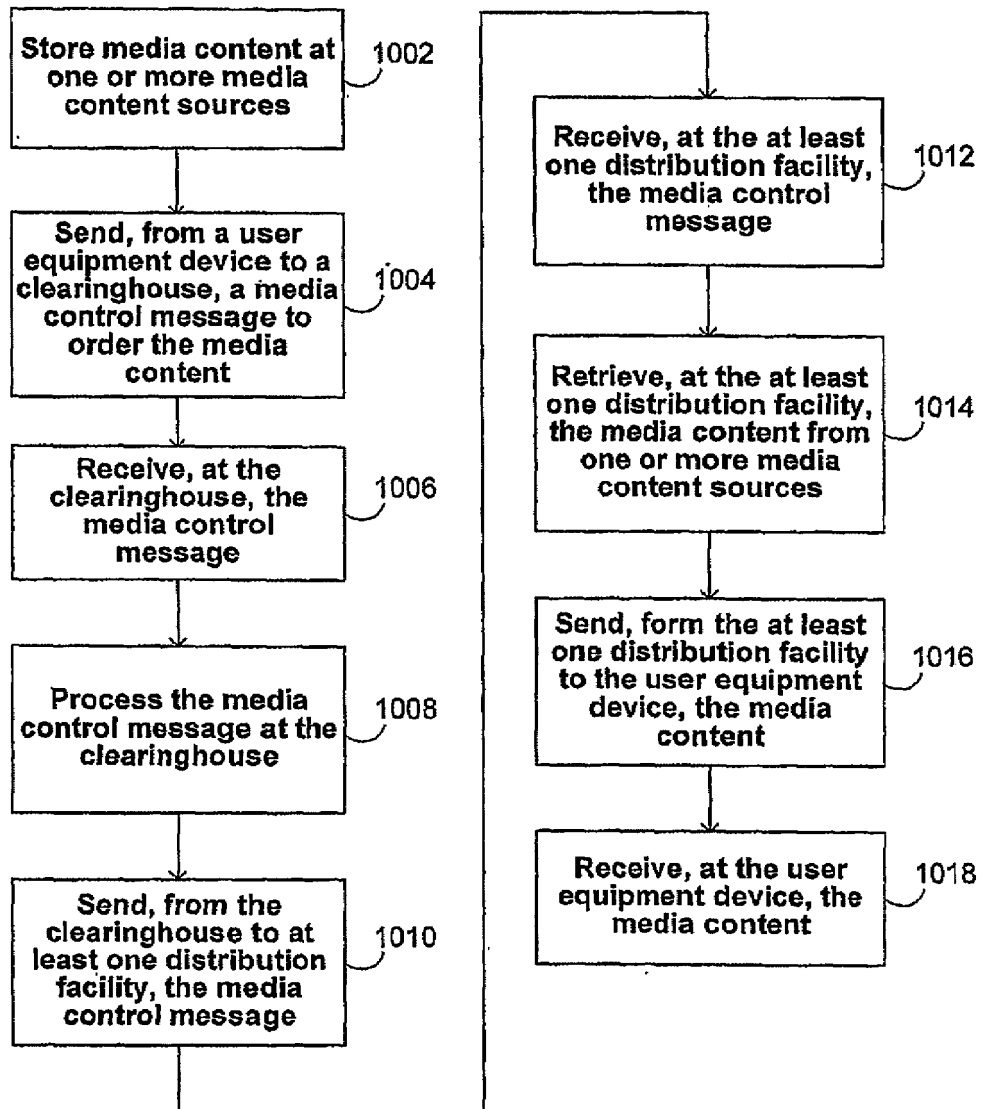 Store media content at
one or more media
content sources
1002
Send, from a user
equipment device to a
clearinghouse, a media
control message to
order the media
content
1004
Receive, at the
clearinghouse, the
media control
message
1006
Process the media
control message at the
clearinghouse
1008
Send, from the
clearinghouse to at
least one distribution
facility, the media
control message
1010
Receive, at the at least
one distribution facility,
the media control
message
1012
Retrieve, at the at least
one distribution facility,
the media content from
one or more media
content sources
1014
Send, form the at least
one distribution facility
to the user equipment
device, the media
content
1016
Receive, at the user
equipment device, the
media content
1018